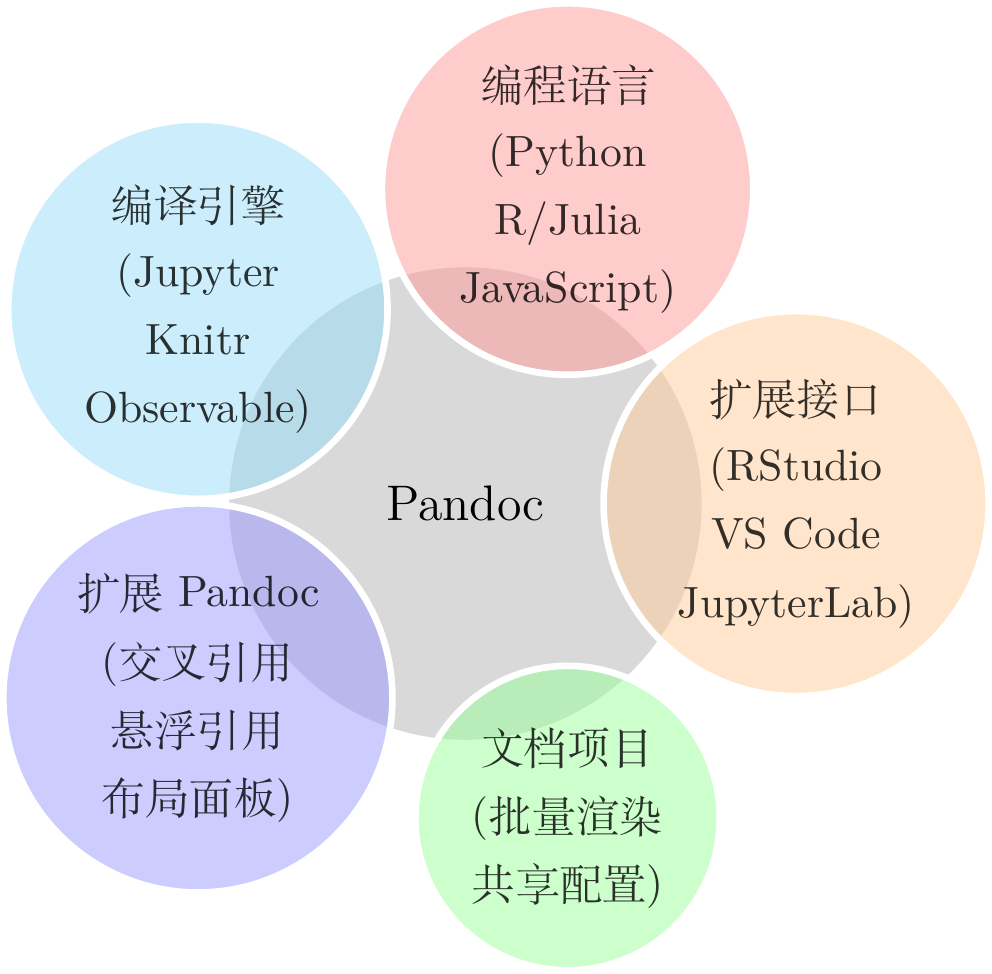 编程语言
(Python
R/Julia
JavaScript)
编译引擎
(Jupyter
Knitr
Observable)
扩展接口
(RStudio
VS Code
JupyterLab)
Pandoc
扩展 Pandoc
(交叉引用
悬浮引用
布局面板)
文档项目
(批量渲染
共享配置)